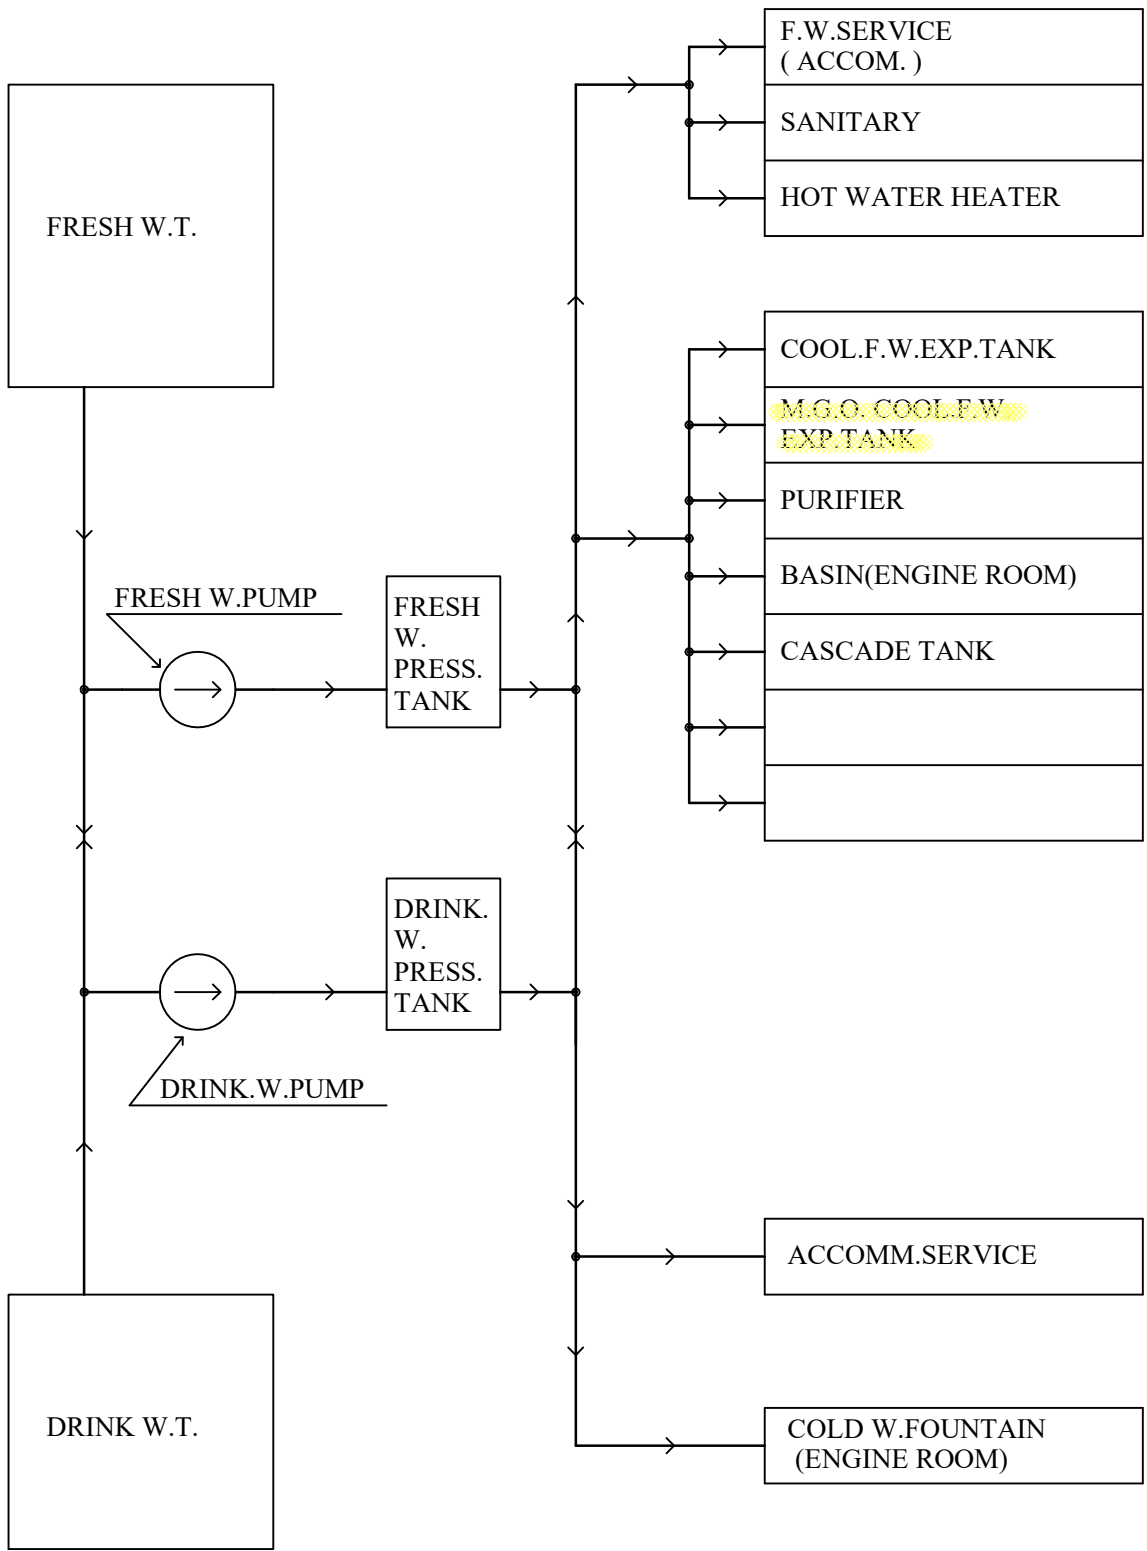 F.W.SERVICE
( ACCOM. )
SANITARY
HOT WATER HEATER
FRESH W.T.
COOL.F.W.EXP.TANK
M.G.O. COOL.F.W
EXP.TANK
PURIFIER
BASIN(ENGINE ROOM)
CASCADE TANK
FRESH W.PUMP
FRESH
W.
PRESS.
TANK
DRINK.
W.
PRESS.
TANK
DRINK.W.PUMP
ACCOMM.SERVICE
DRINK W.T.
COLD W.FOUNTAIN
(ENGINE ROOM)